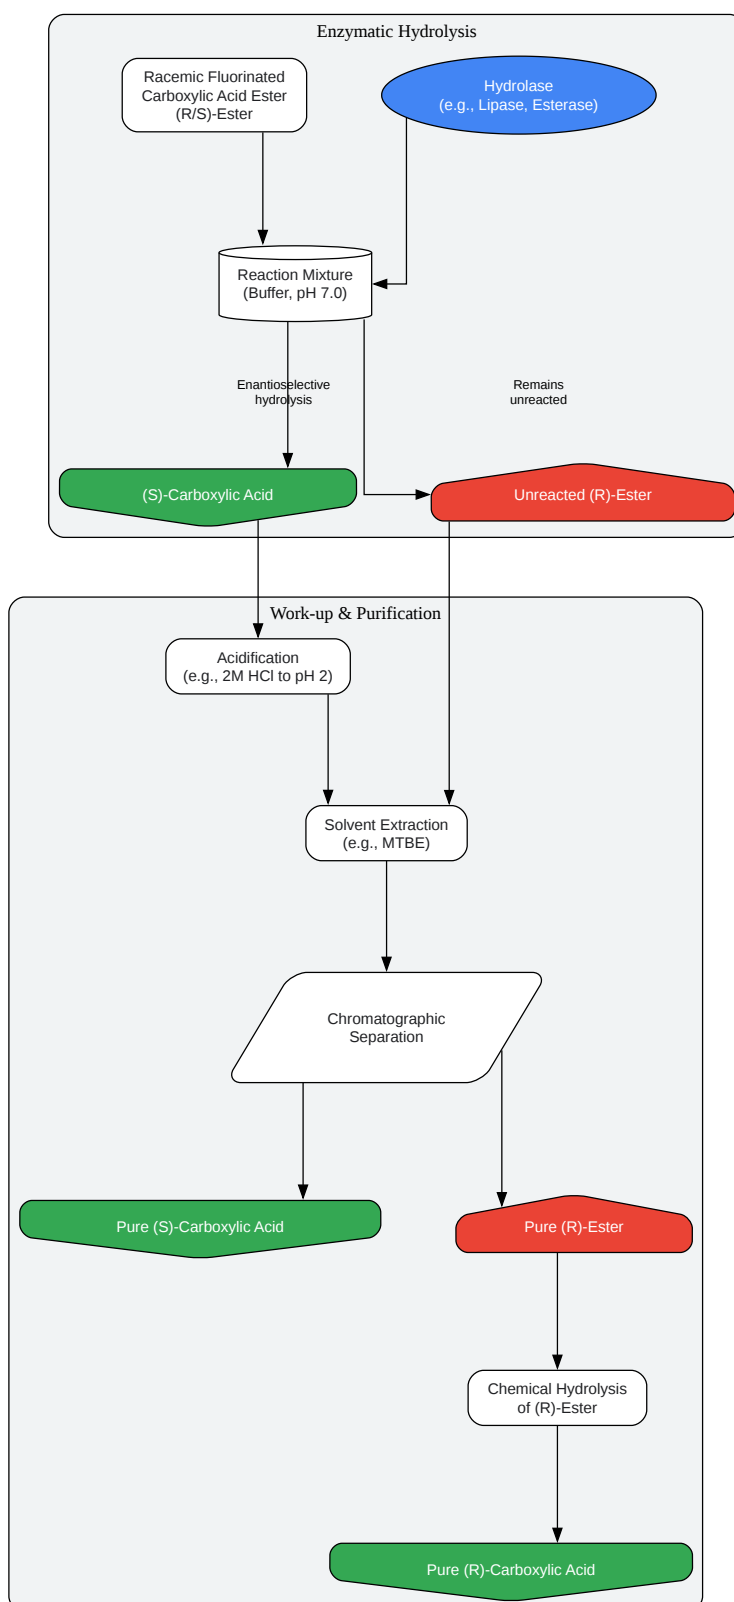 Enzymatic Hydrolysis
Racemic Fluorinated
Carboxylic Acid Ester
(R/S)-Ester
Hydrolase
(e.g., Lipase, Esterase)
Reaction Mixture
(Buffer, pH 7.0)
Enantioselective
hydrolysis
Remains
unreacted
(S)-Carboxylic Acid
Unreacted (R)-Ester
Work-up & Purification
Acidification
(e.g., 2M HCl to pH 2)
Solvent Extraction
(e.g., MTBE)
Chromatographic
Separation
Pure (S)-Carboxylic Acid
Pure (R)-Ester
Chemical Hydrolysis
of (R)-Ester
Pure (R)-Carboxylic Acid